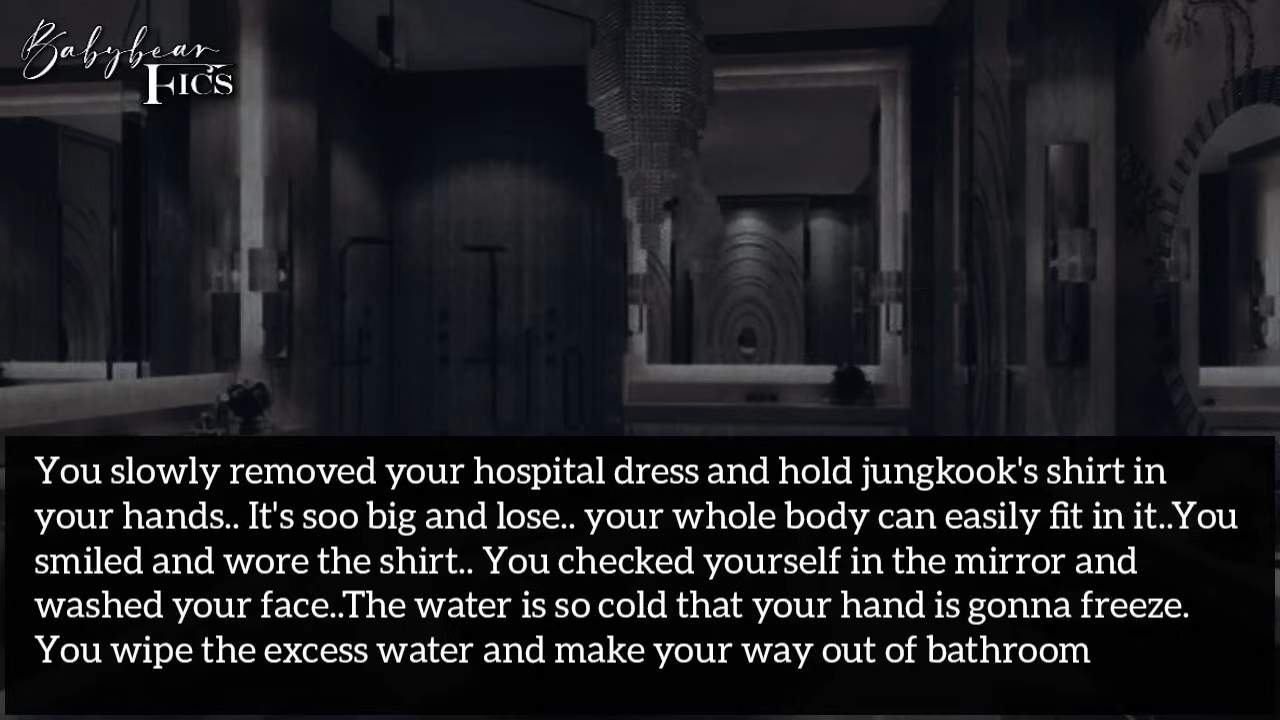 Babybear
FIC'S
You slowly removed your hospital dress and hold jungkook's shirt in
your hands.. It's soo big and lose.. your whole body can easily fit in it..You
smiled and wore the shirt.. You checked yourself in the mirror and
washed your face..The water is so cold that your hand is gonna freeze.
You wipe the excess water and make your way out of bathroom